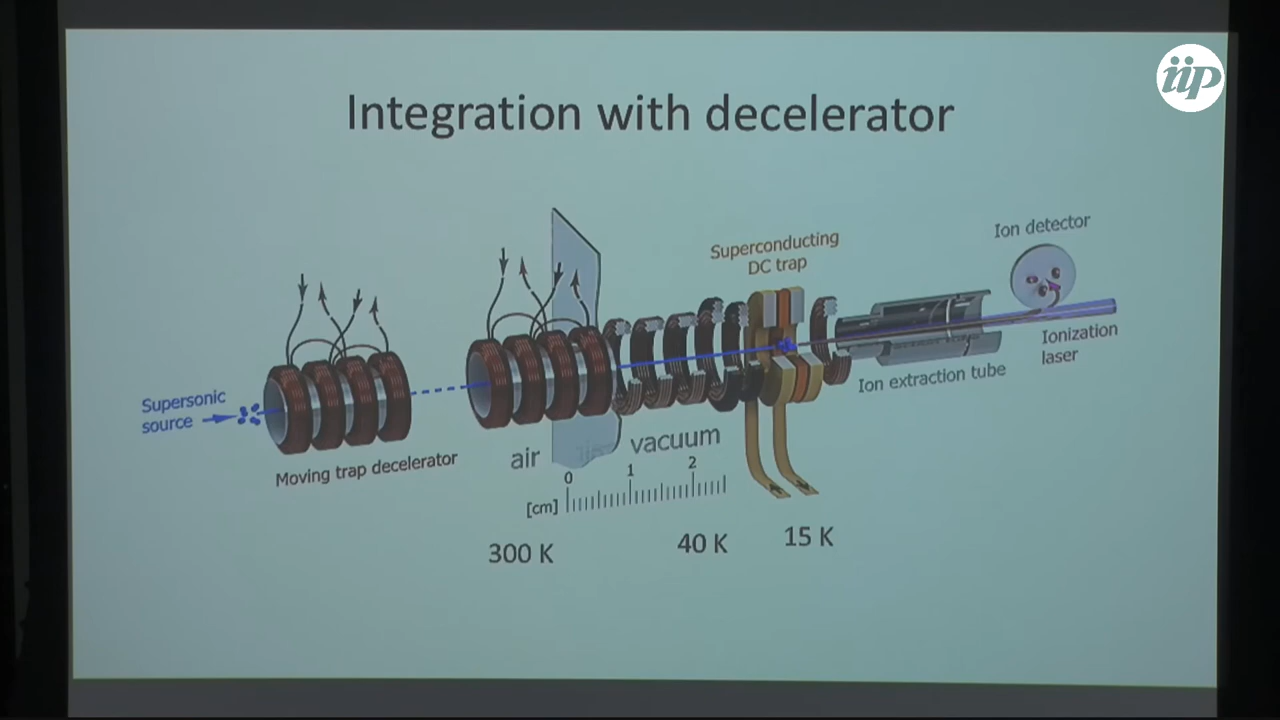 iip
Integration with decelerator
Supersonic
source
Moving trap decelerator
air
vacuum
0
1
2
[cm]
300 K
40 K
15 K
Superconducting
DC trap
Ion extraction tube
Ion detector
Ionization
laser